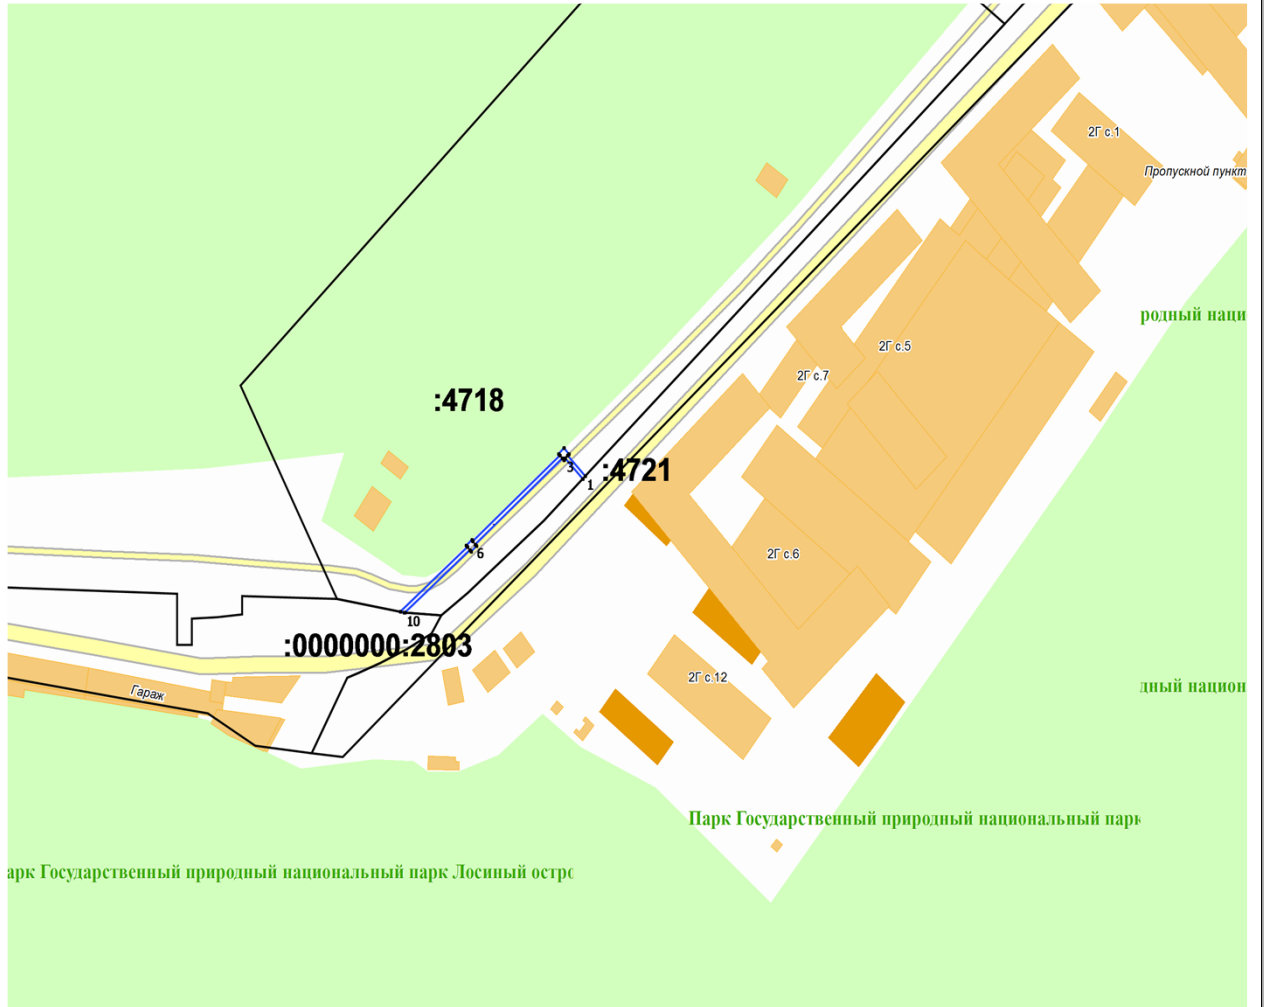 2Г с.1
Пропускной пункт
родный наци
2Г с.5
2Г с.7
:4718
3
:4721
1
6
2Г с.6
10
:0000000:2803
2Г с.12
дный национ
Гараж
Парк Государственный природный национальный парк
арк Государственный природный национальный парк Лосиный остро